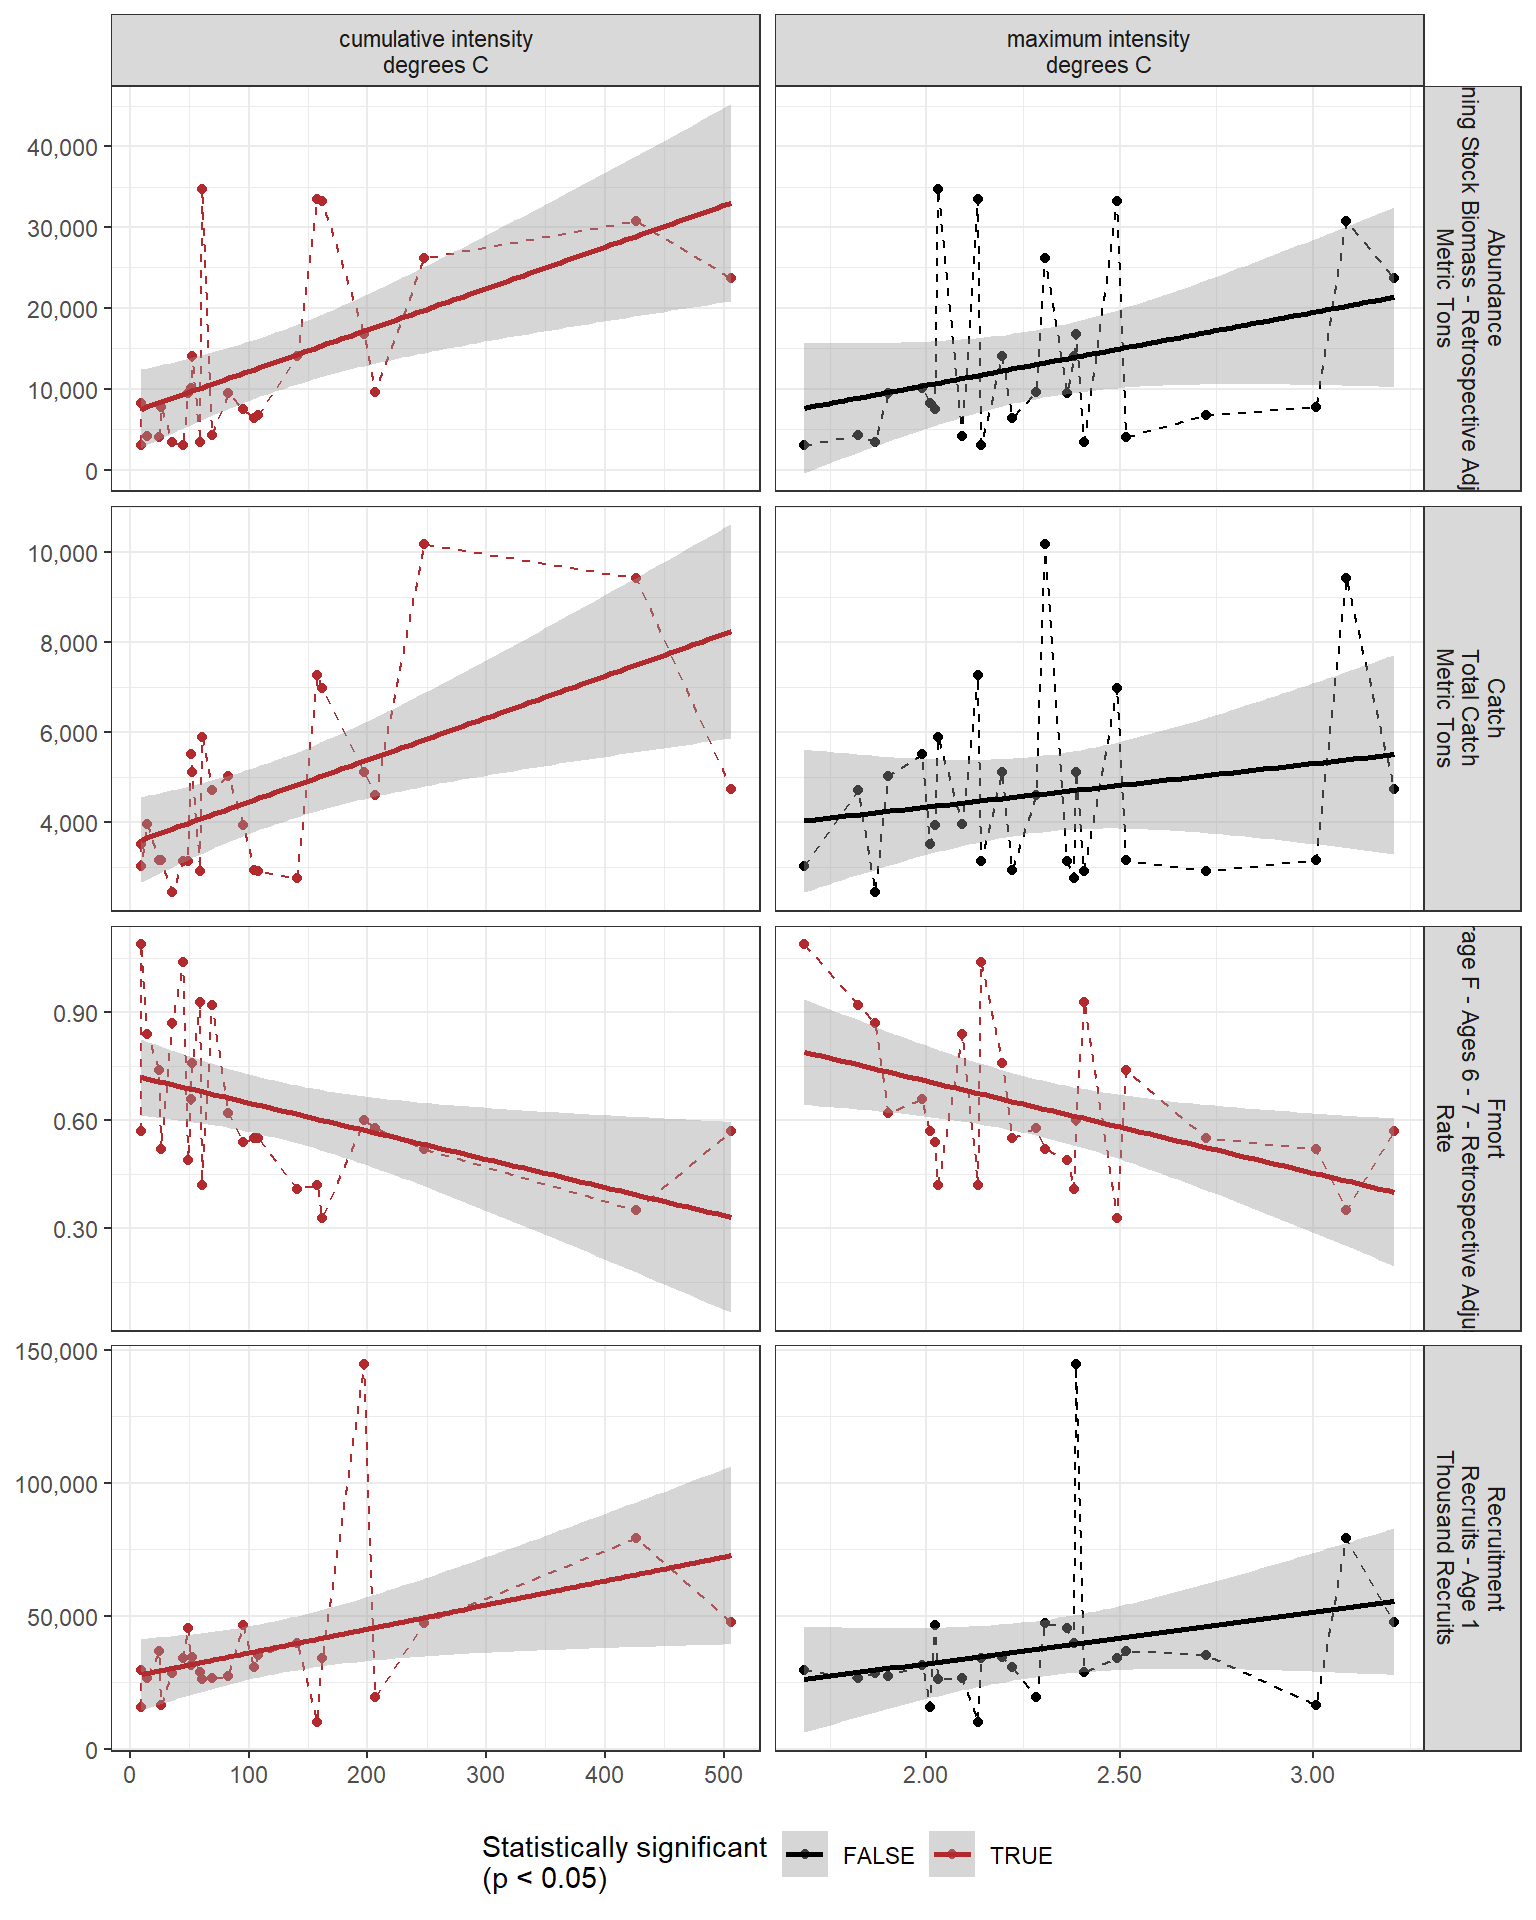 cumulative intensity
degrees C
maximum intensity
degrees C
40,000
30,000
20,000
10,000
0
Abundance
ning Stock Biomass - Retrospective Adj
Metric Tons
10,000
8,000
6,000
4,000
Catch
Total Catch
Metric Tons
0.90
0.60
0.30
Fmort
rage F - Ages 6 - 7 - Retrospective Adju
Rate
150,000
100,000
50,000
0
Recruitment
Recruits - Age 1
Thousand Recruits
0 100 200 300 400 500
2.00 2.50 3.00
Statistically significant
(p < 0.05)
FALSE
TRUE